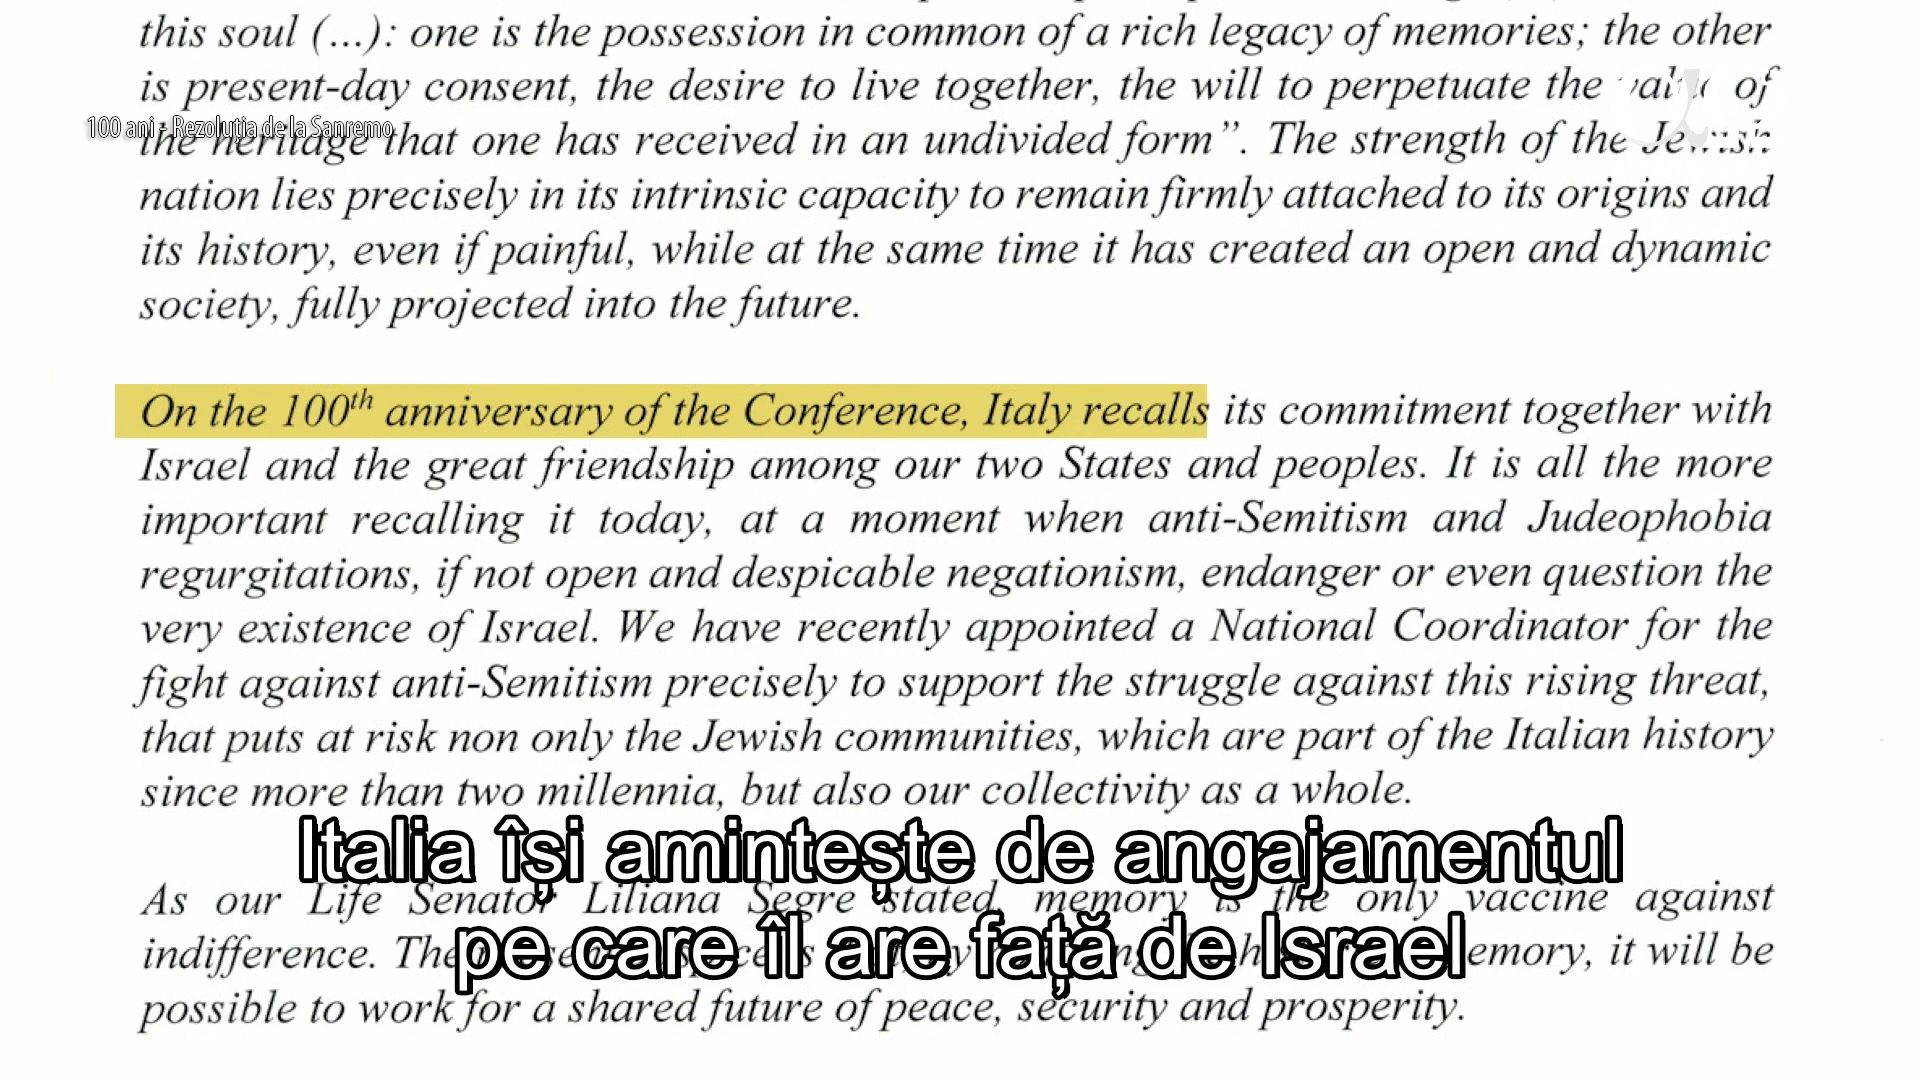 this soul (…): one is the possession in common of a rich legacy of memories; the other
is present-day consent, the desire to live together, the will to perpetuate the value of
100 ani - Rezoluția de la Sanremo
the heritage that one has received in an undivided form”. The strength of the Jewish
nation lies precisely in its intrinsic capacity to remain firmly attached to its origins and
its history, even if painful, while at the same time it has created an open and dynamic
society, fully projected into the future.
On the 100th anniversary of the Conference, Italy recalls its commitment together with
Israel and the great friendship among our two States and peoples. It is all the more
important recalling it today, at a moment when anti-Semitism and Judeophobia
regurgitations, if not open and despicable negationism, endanger or even question the
very existence of Israel. We have recently appointed a National Coordinator for the
fight against anti-Semitism precisely to support the struggle against this rising threat,
that puts at risk non only the Jewish communities, which are part of the Italian history
since more than two millennia, but also our collectivity as a whole.
Italia își amintește de angajamentul
As our Life Senator Liliana Segre stated, memory is the only vaccine against
pe care îl are față de Israel
indifference. The emory, it will be
possible to work for a shared future of peace, security and prosperity.